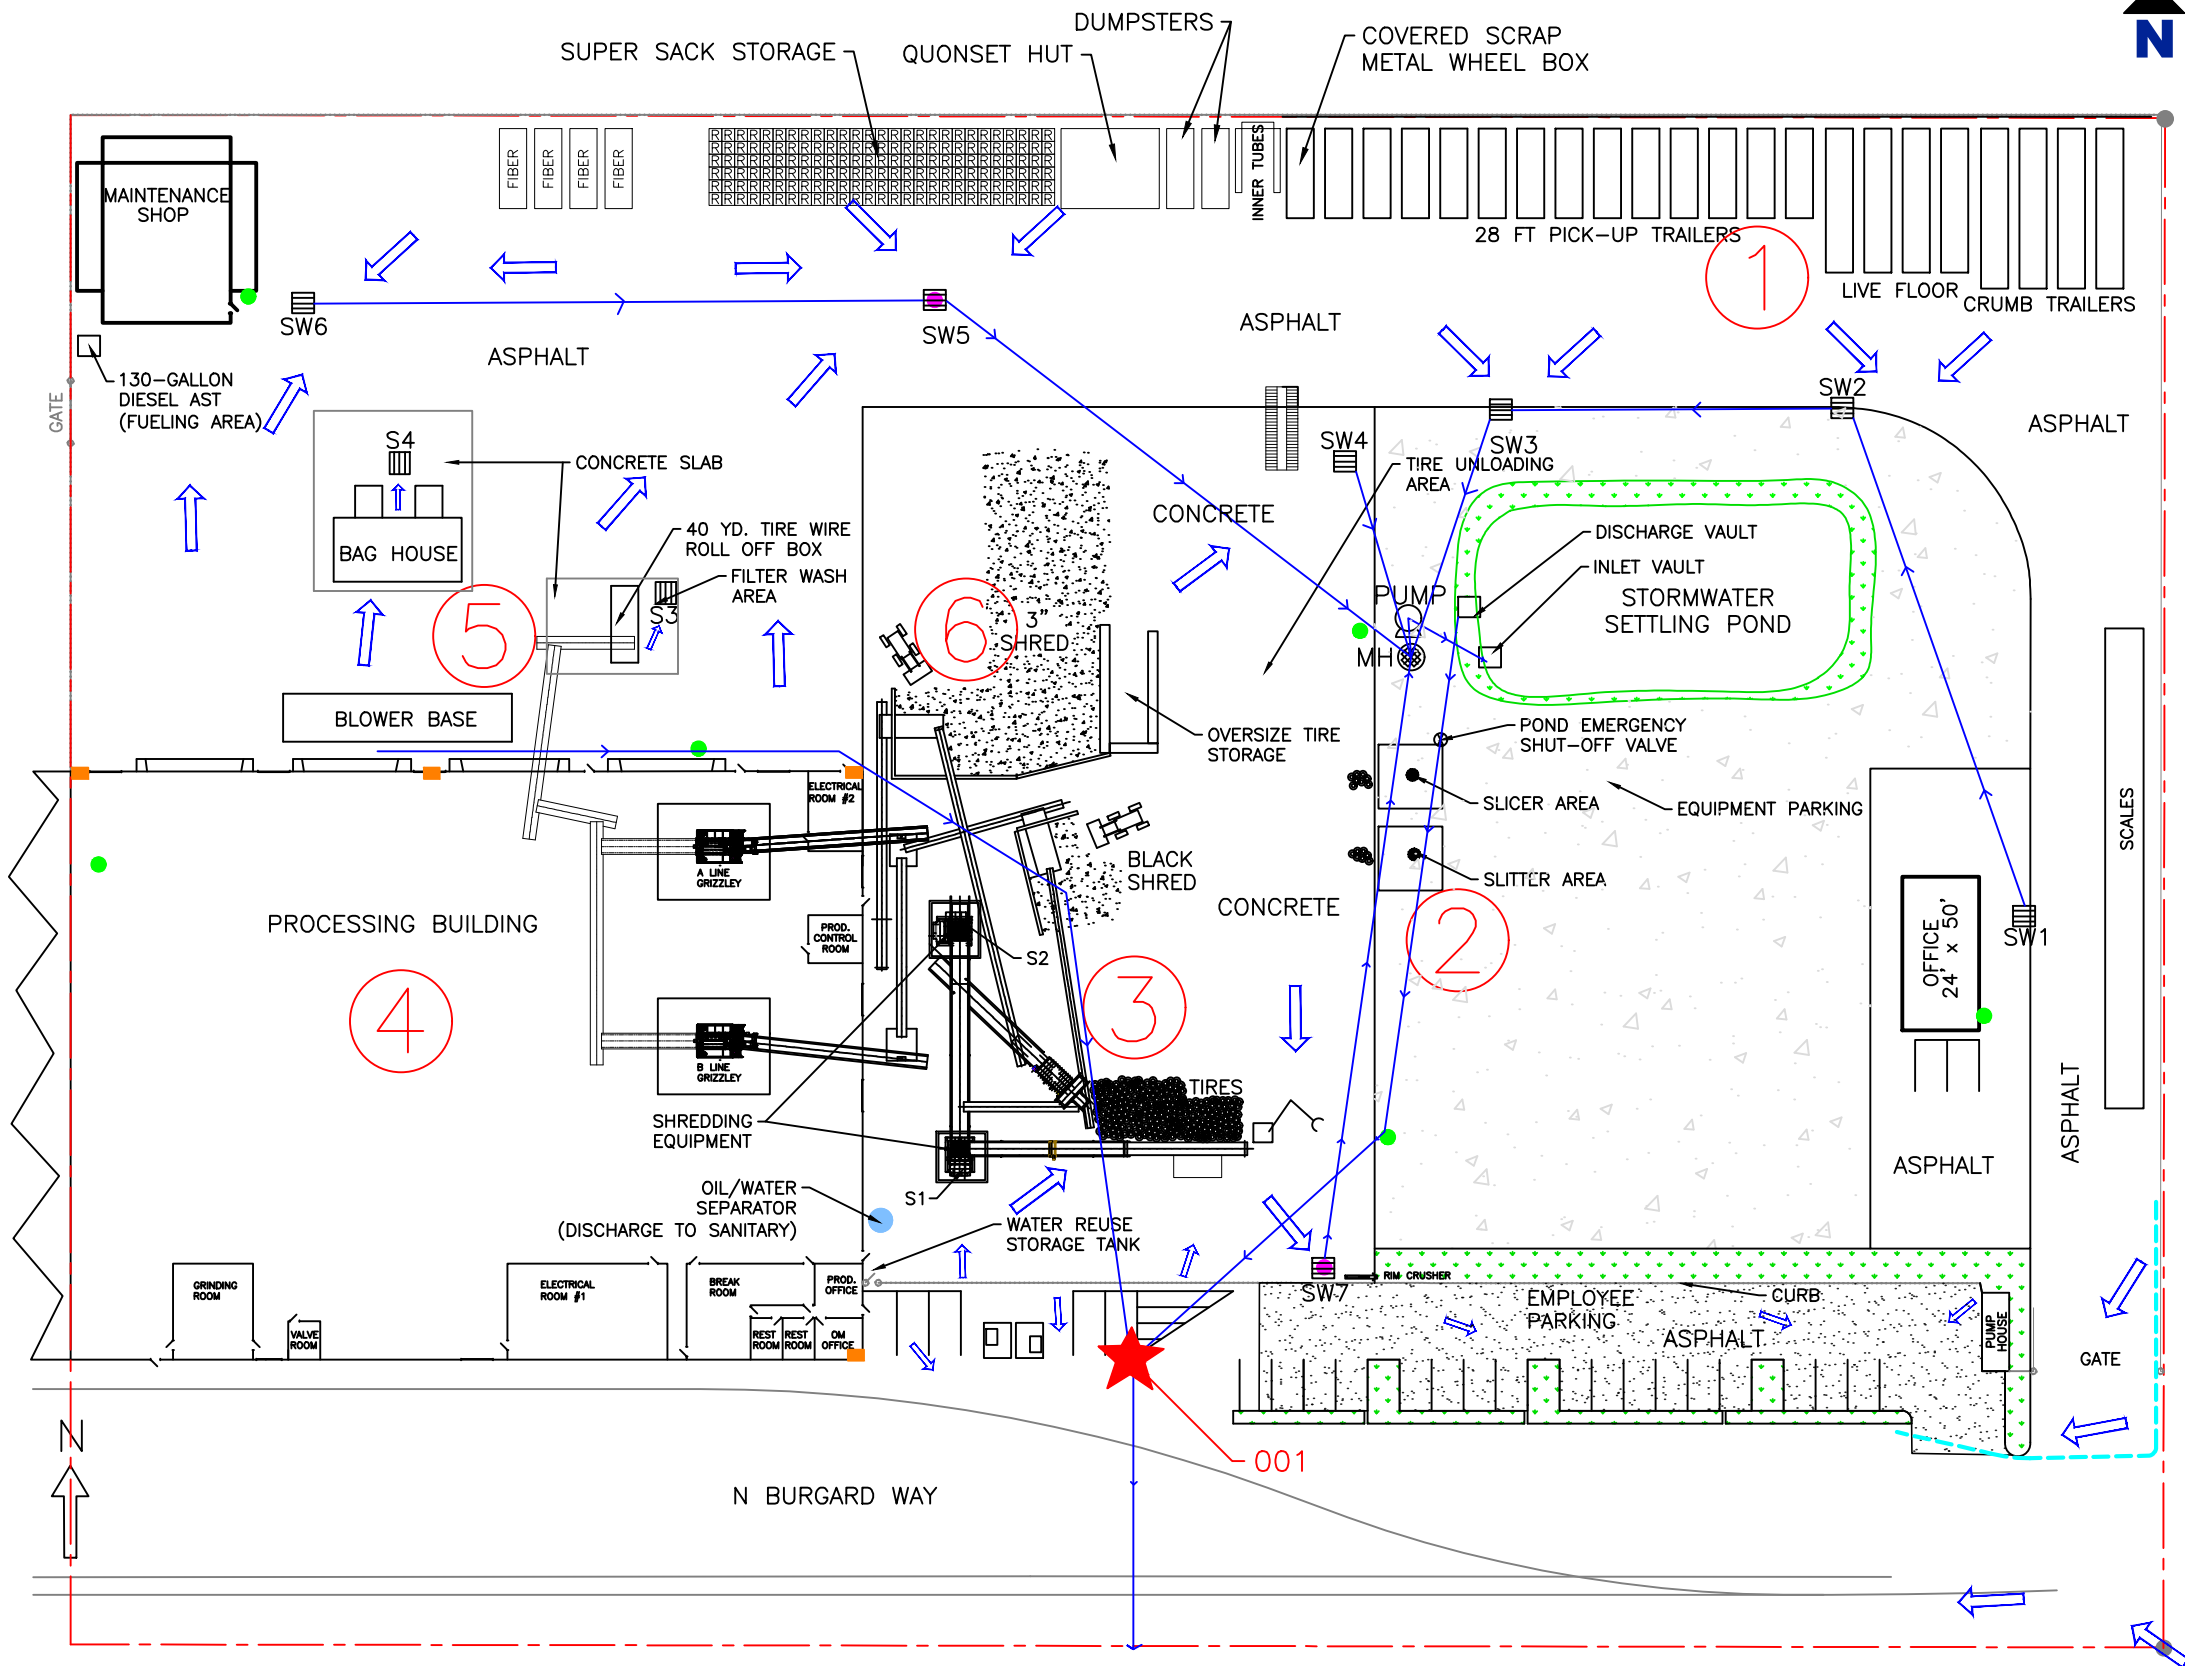 N
DUMPSTERS
SUPER SACK STORAGE
QUONSET HUT
COVERED SCRAP
METAL WHEEL BOX
MAINTENANCE
SHOP
FIBER
FIBER
FIBER
FIBER
INNER TUBES
28 FT PICK-UP TRAILERS
1
LIVE FLOOR
CRUMB TRAILERS
SW6
SW5
ASPHALT
ASPHALT
130-GALLON
DIESEL AST
(FUELING AREA)
GATE
SW2
ASPHALT
S4
CONCRETE SLAB
SW4
SW3
TIRE UNLOADING
AREA
CONCRETE
40 YD. TIRE WIRE
ROLL OFF BOX
BAG HOUSE
FILTER WASH
AREA
S3
5
6
3"
SHRED
DISCHARGE VAULT
INLET VAULT
PUMP
MH
STORMWATER
SETTLING POND
BLOWER BASE
OVERSIZE TIRE
STORAGE
POND EMERGENCY
SHUT-OFF VALVE
ELECTRICAL
ROOM #2
SLICER AREA
EQUIPMENT PARKING
SCALES
A LINE
GRIZZLEY
BLACK
SHRED
SLITTER AREA
PROCESSING BUILDING
PROD.
CONTROL
ROOM
CONCRETE
2
OFFICE
24' x 50'
SW1
S2
4
3
B LINE
GRIZZLEY
TIRES
SHREDDING
EQUIPMENT
ASPHALT
ASPHALT
OIL/WATER
SEPARATOR
(DISCHARGE TO SANITARY)
S1
WATER REUSE
STORAGE TANK
GRINDING
ROOM
ELECTRICAL
ROOM #1
BREAK
ROOM
PROD.
OFFICE
SW7
RIM CRUSHER
EMPLOYEE
PARKING
CURB
ASPHALT
PUMP
HOUSE
GATE
VALVE
ROOM
REST
ROOM
REST
ROOM
OM
OFFICE
N
001
N BURGARD WAY